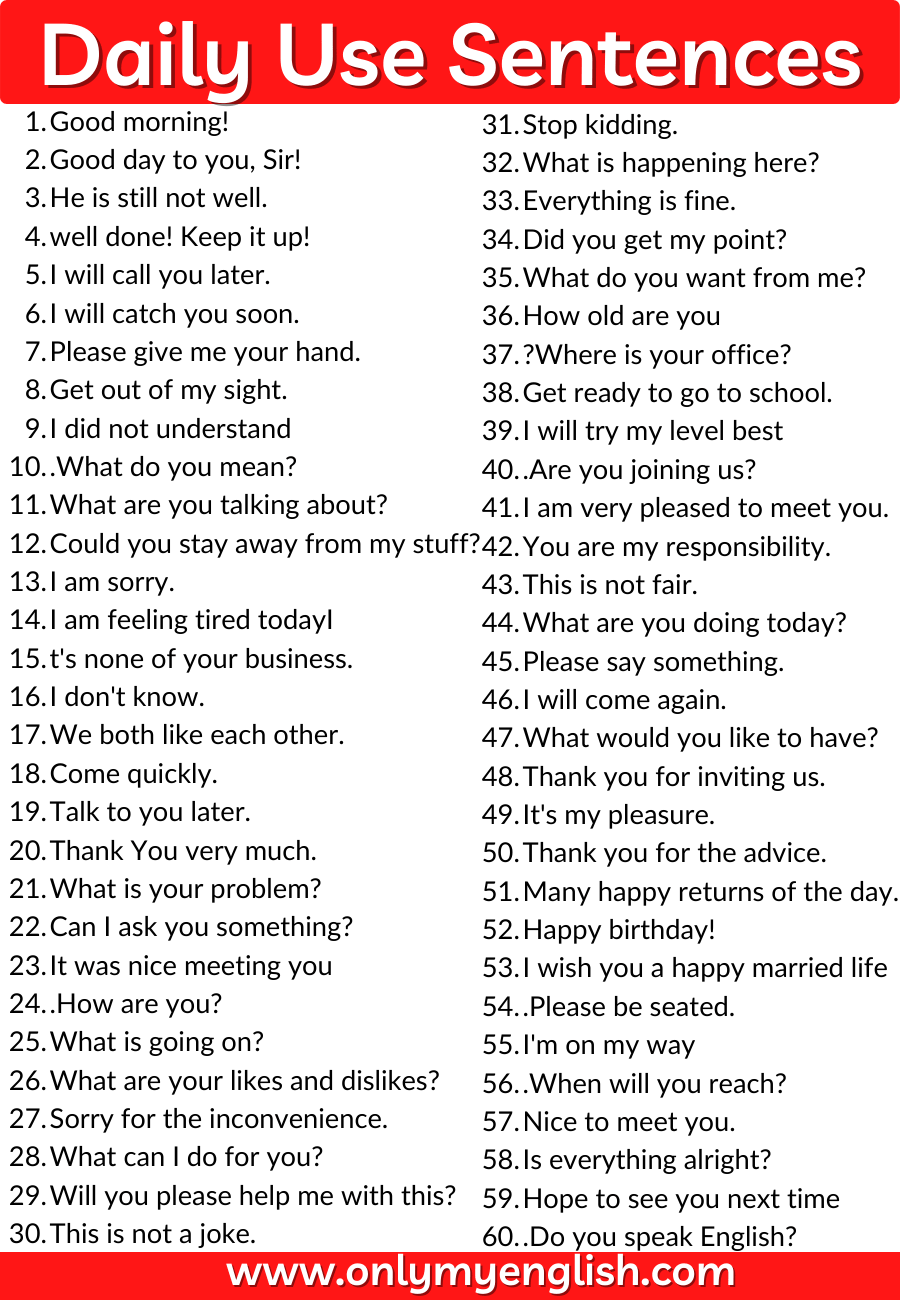 Daily Use Sentences
1. Good morning!
2. Good day to you, Sir!
3. He is still not well.
4. well done! Keep it up!
5. I will call you later.
6. I will catch you soon.
7. Please give me your hand.
8. Get out of my sight.
9. I did not understand
10. .What do you mean?
11. What are you talking about?
12. Could you stay away from my stuff?
13. I am sorry.
14. I am feeling tired todayI
15. t's none of your business.
16. I don't know.
17. We both like each other.
18. Come quickly.
19. Talk to you later.
20. Thank You very much.
21. What is your problem?
22. Can I ask you something?
23. It was nice meeting you
24. .How are you?
25. What is going on?
26. What are your likes and dislikes?
27. Sorry for the inconvenience.
28. What can I do for you?
29. Will you please help me with this?
30. This is not a joke.
31. Stop kidding.
32. What is happening here?
33. Everything is fine.
34. Did you get my point?
35. What do you want from me?
36. How old are you
37. ?Where is your office?
38. Get ready to go to school.
39. I will try my level best
40. .Are you joining us?
41. I am very pleased to meet you.
42. You are my responsibility.
43. This is not fair.
44. What are you doing today?
45. Please say something.
46. I will come again.
47. What would you like to have?
48. Thank you for inviting us.
49. It's my pleasure.
50. Thank you for the advice.
51. Many happy returns of the day.
52. Happy birthday!
53. I wish you a happy married life
54. .Please be seated.
55. I'm on my way
56. .When will you reach?
57. Nice to meet you.
58. Is everything alright?
59. Hope to see you next time
60. .Do you speak English?
www.onlymyenglish.com